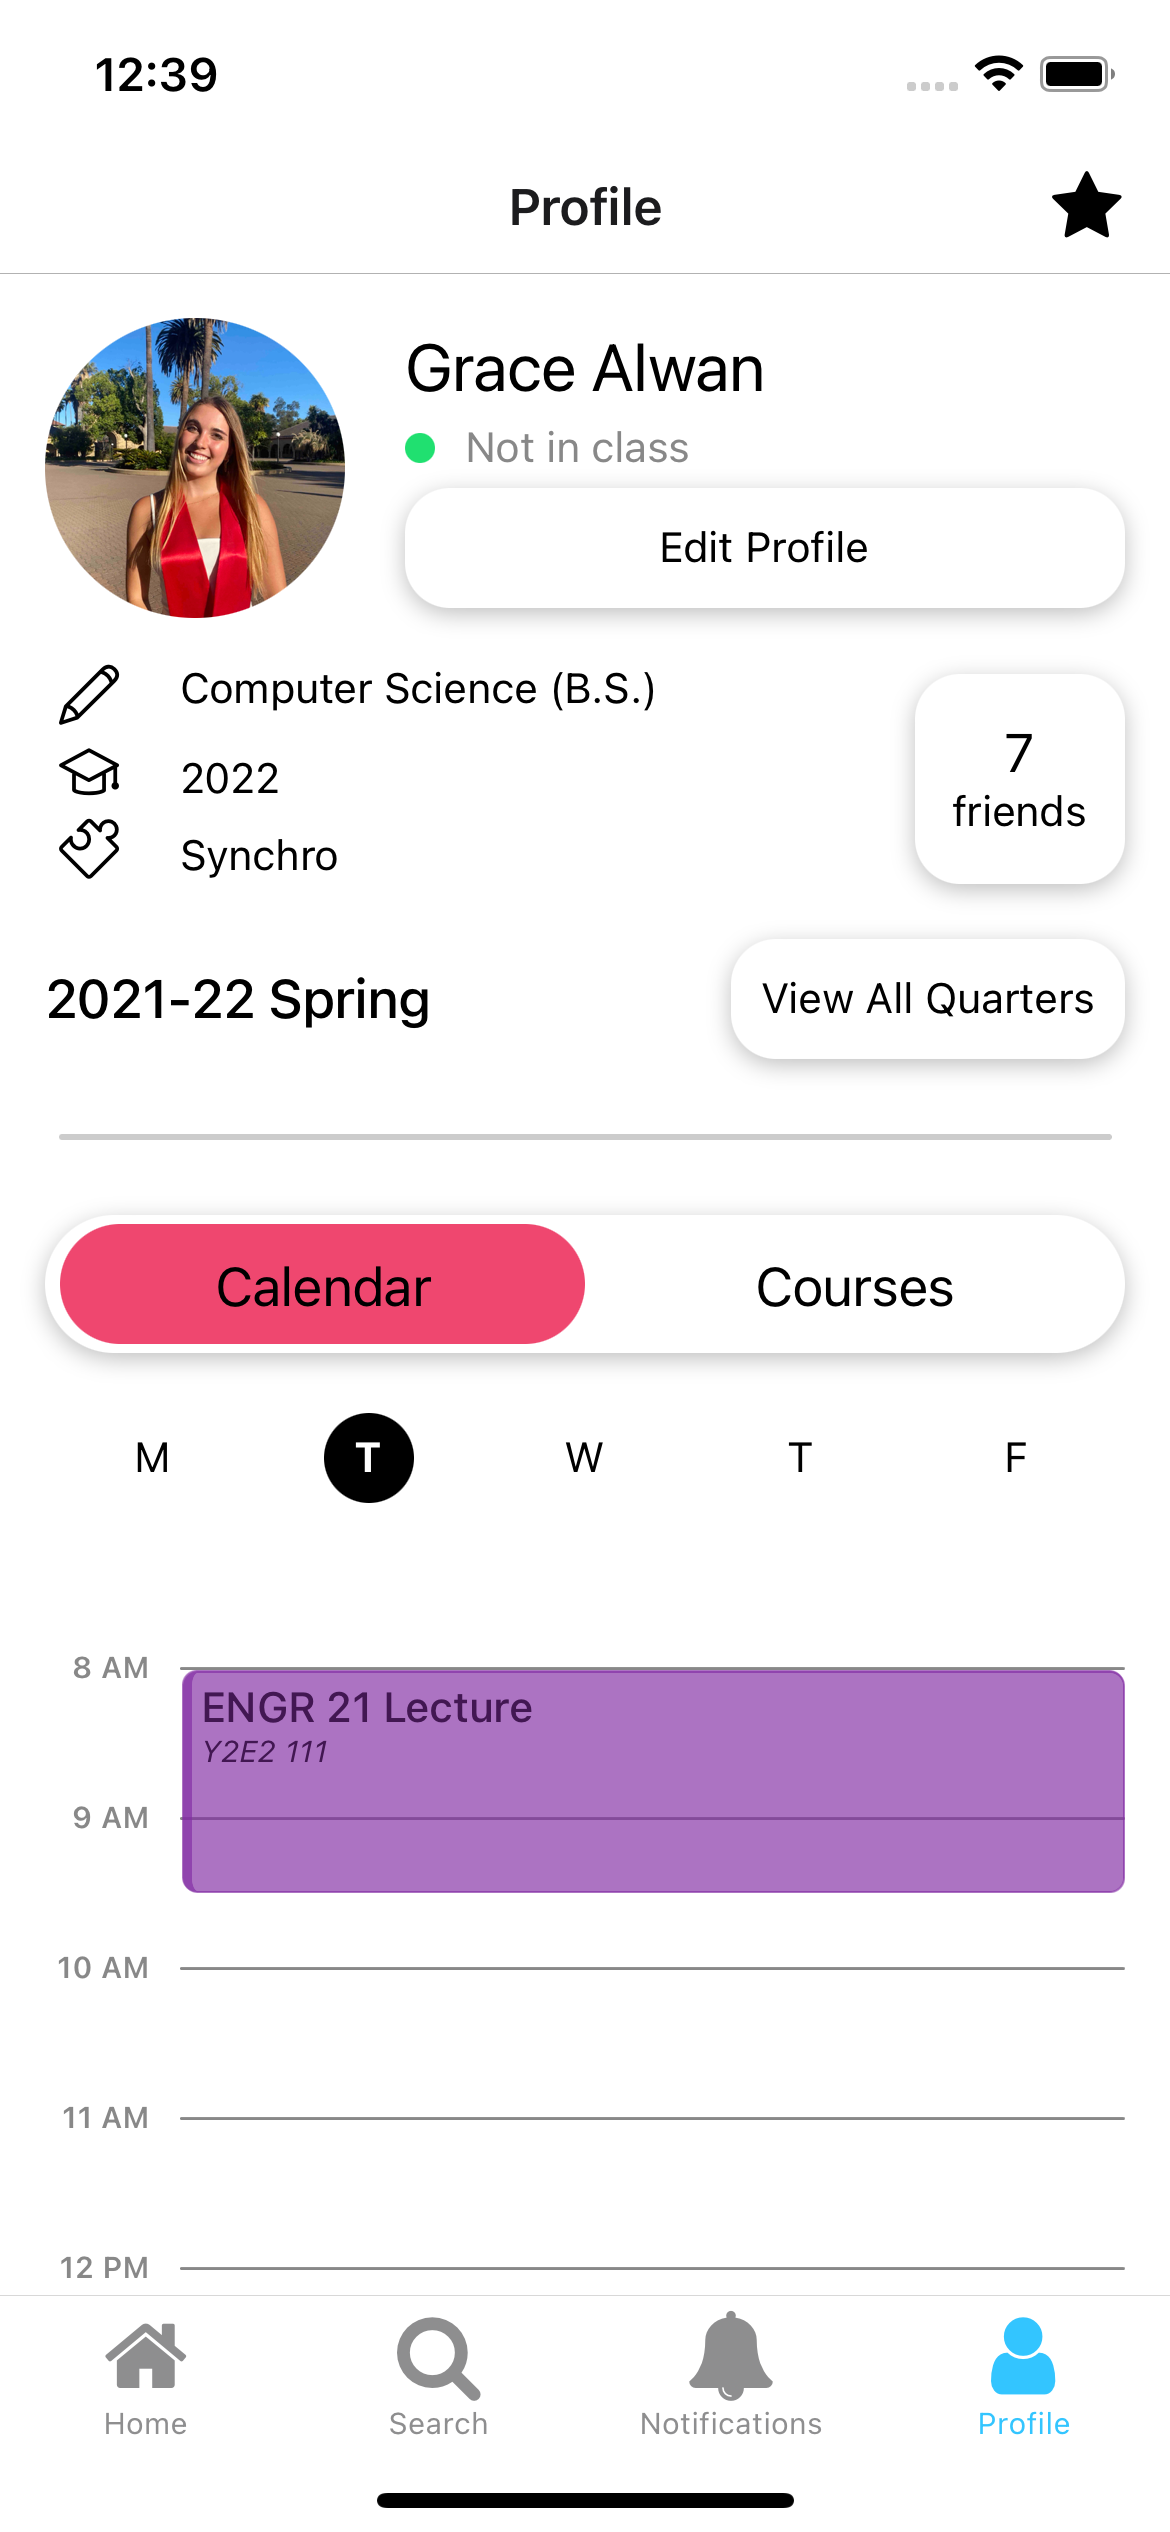 12:39
Profile
Grace Alwan
Not in class
Edit Profile
Computer Science (B.S.)
2022
Synchro
7
friends
2021-22 Spring
View All Quarters
Calendar
Courses
M
T
W
T
F
8 AM
ENGR 21 Lecture
Y2E2 111
9 AM
10 AM
11 AM
12 PM
Home
Search
Notifications
Profile